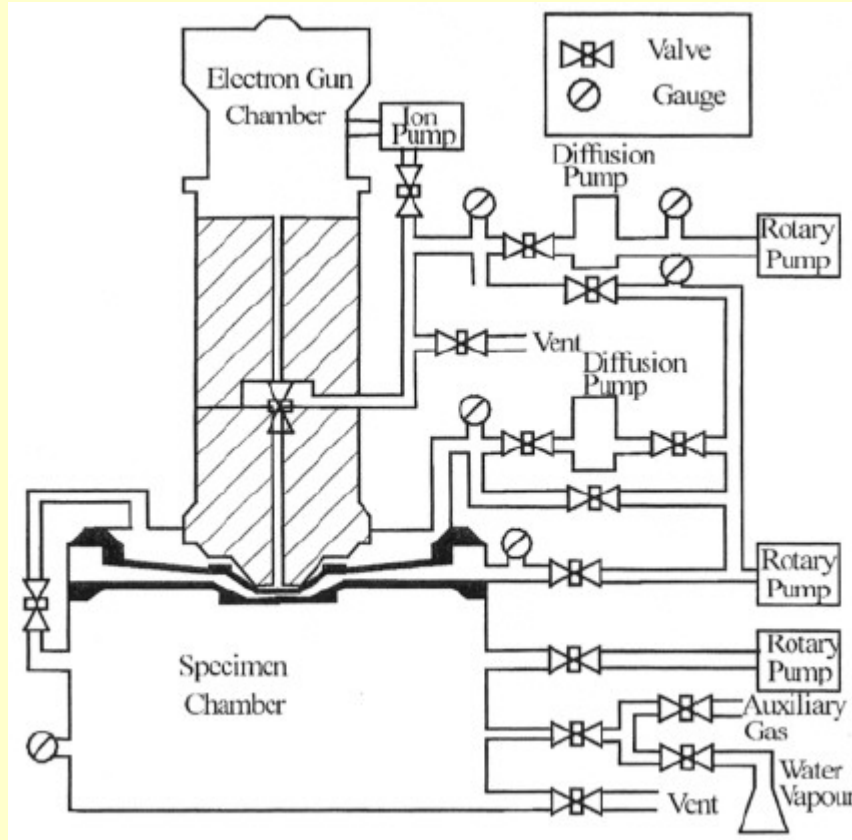 Electron Gun
Chamber
Ion
Pump
Valve
Gauge
Diffusion
Pump
Rotary
Pump
Vent
Diffusion
Pump
Rotary
Pump
Rotary
Pump
Specimen
Chamber
Auxiliary
Gas
Water
Vapour
Vent